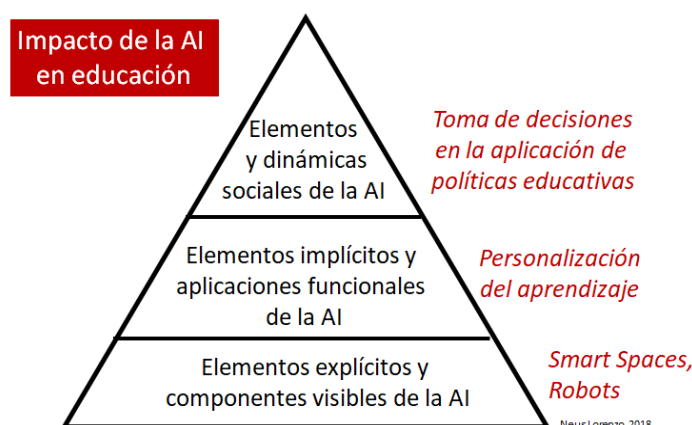 Impacto de la AI
en educación
Elementos
y dinámicas
sociales de la AI
Toma de decisiones
en la aplicación de
políticas educativas
Elementos implícitos y
aplicaciones funcionales
de la AI
Personalización
del aprendizaje
Elementos explícitos y
componentes visibles de la AI
Smart Spaces,
Robots
Neus Lorenzo, 2018